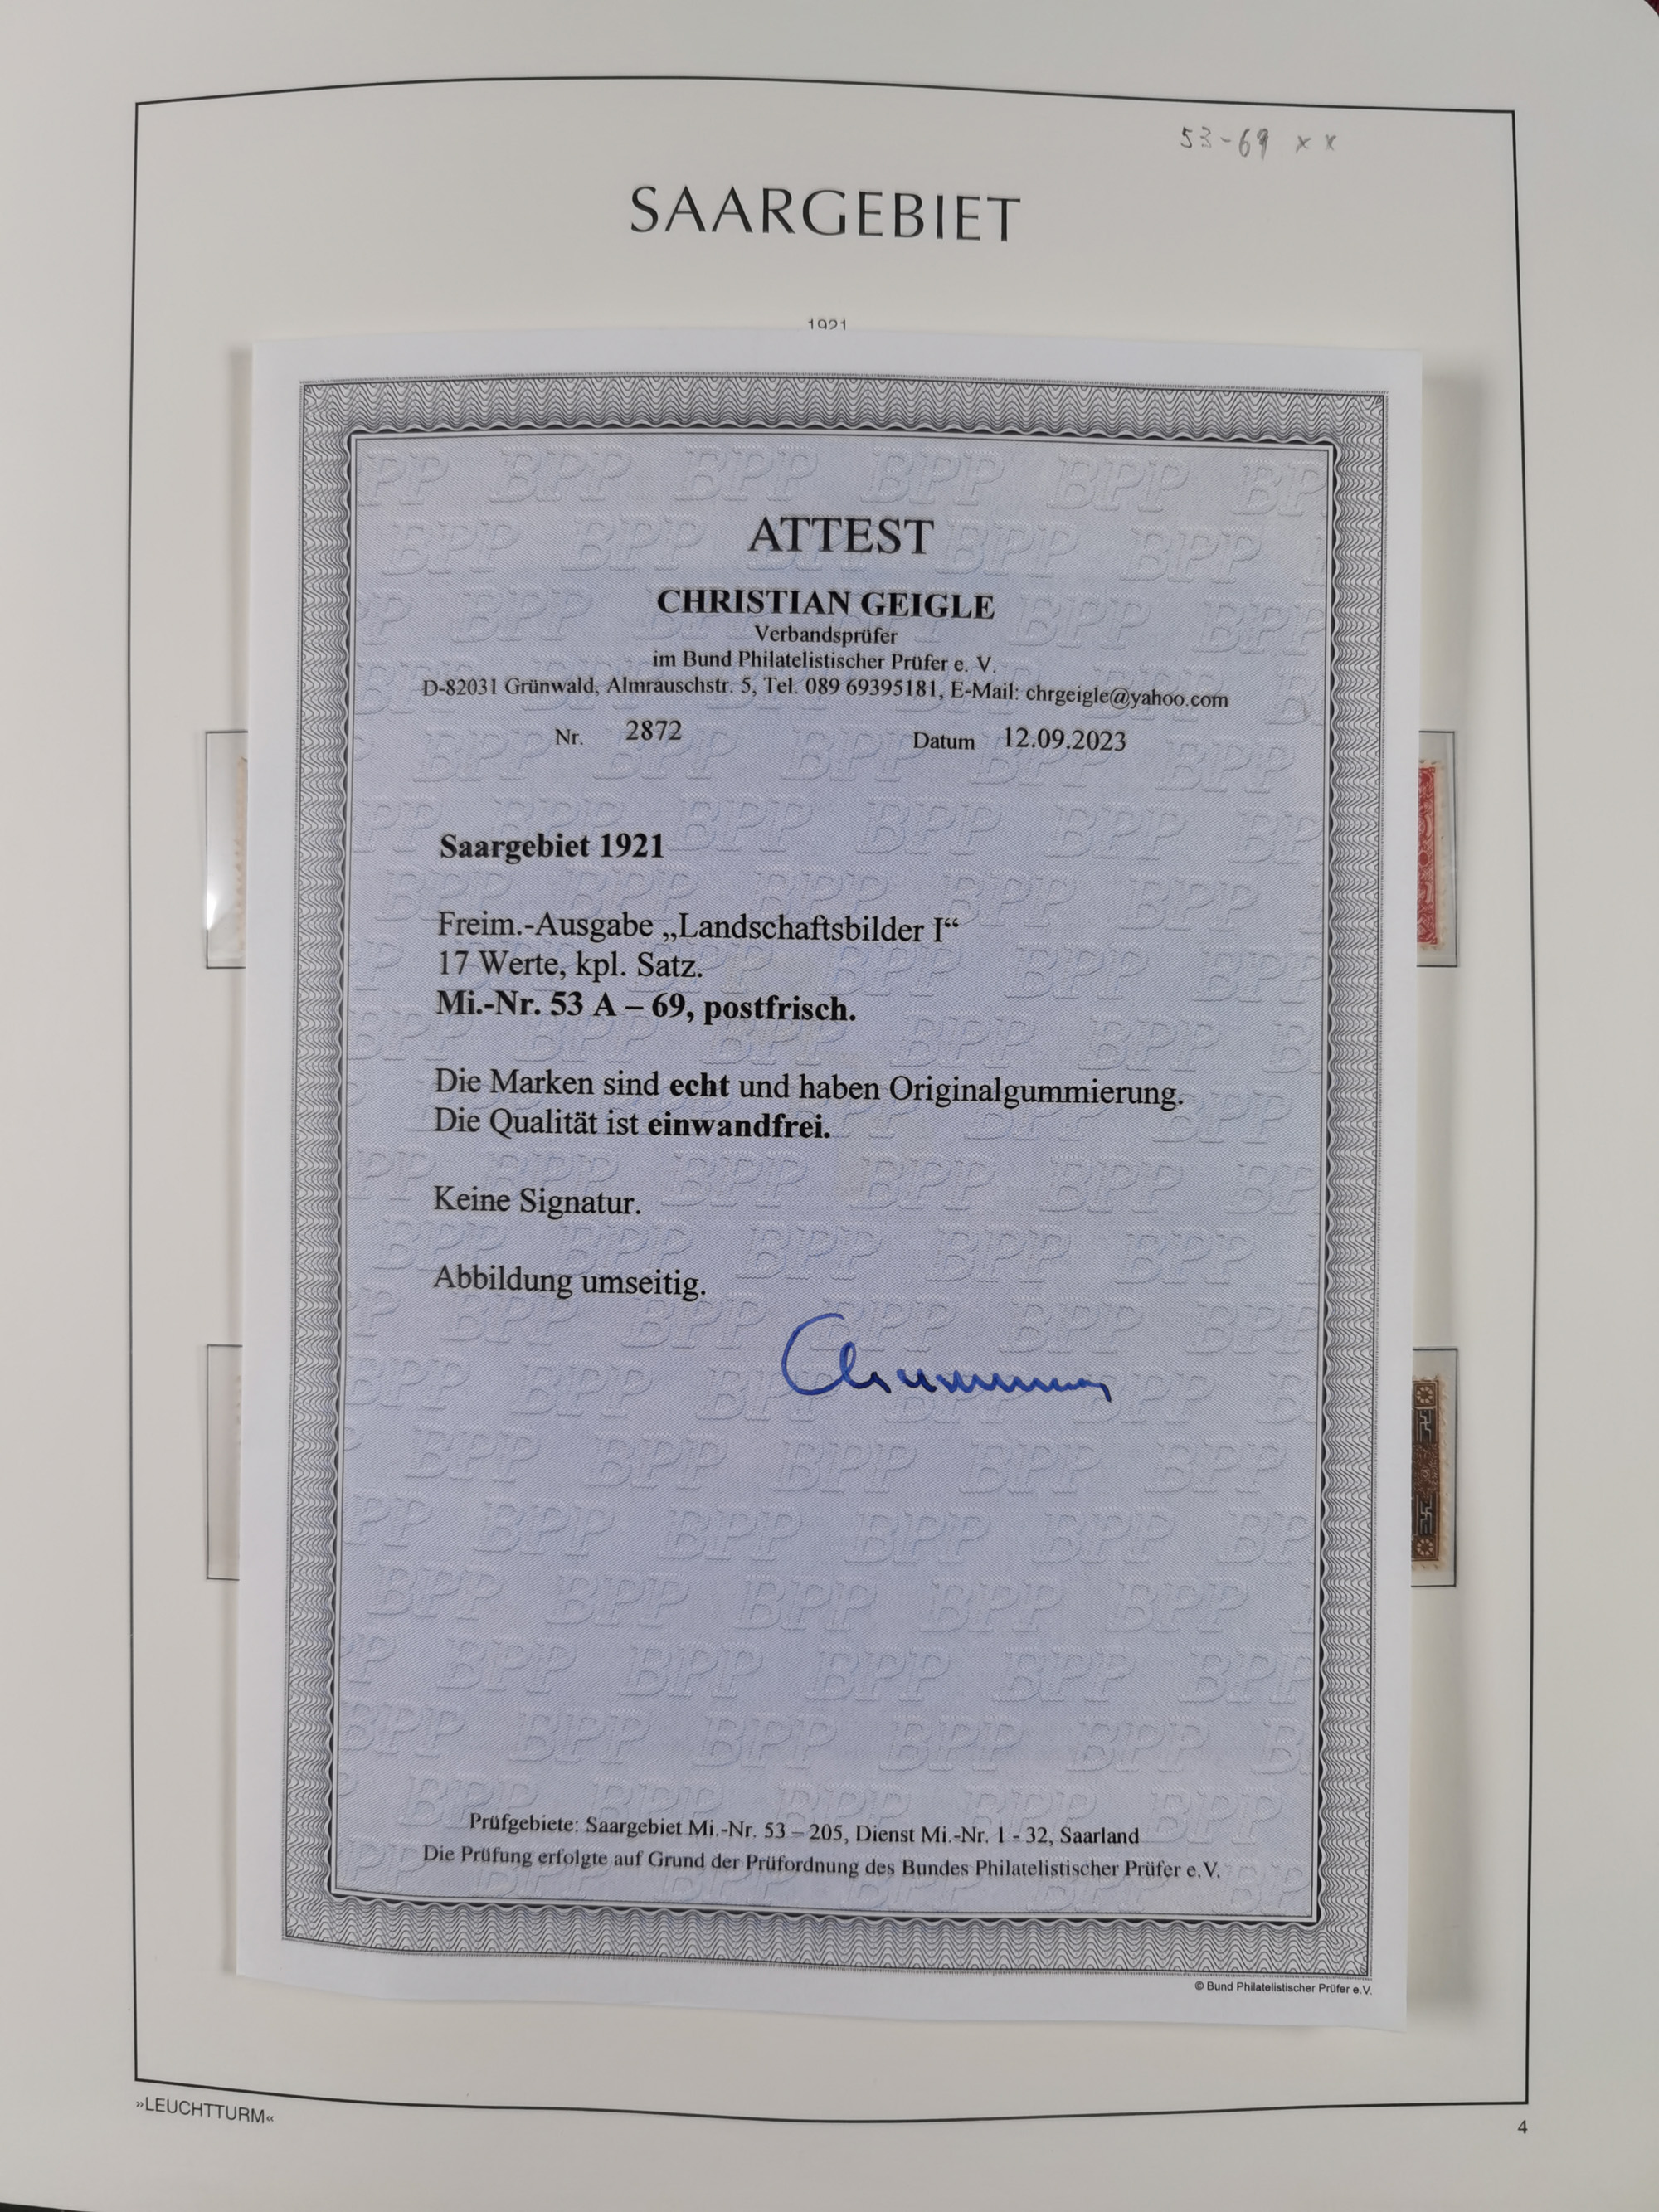 53-69 x x
SAARGEBIET
1921
ATTEST
CHRISTIAN GEIGLE
Verbandsprüfer
im Bund Philatelistischer Prüfer e. V.
D-82031 Grünwald, Almrauschstr. 5, Tel. 089 69395181, E-Mail: chrgeigle@yahoo.com
Nr. 2872 Datum 12.09.2023
Saargebiet 1921
Freim.-Ausgabe „Landschaftsbilder I“
17 Werte, kpl. Satz.
Mi.-Nr. 53 A – 69, postfrisch.
Die Marken sind echt und haben Originalgummierung.
Die Qualität ist einwandfrei.
Keine Signatur.
Abbildung umseitig.
Prüfgebiete: Saargebiet Mi.-Nr. 53 – 205, Dienst Mi.-Nr. 1 - 32, Saarland
Die Prüfung erfolgte auf Grund der Prüfordnung des Bundes Philatelistischer Prüfer e.V.
© Bund Philatelistischer Prüfer e.V.
»LEUCHTTURM«
4